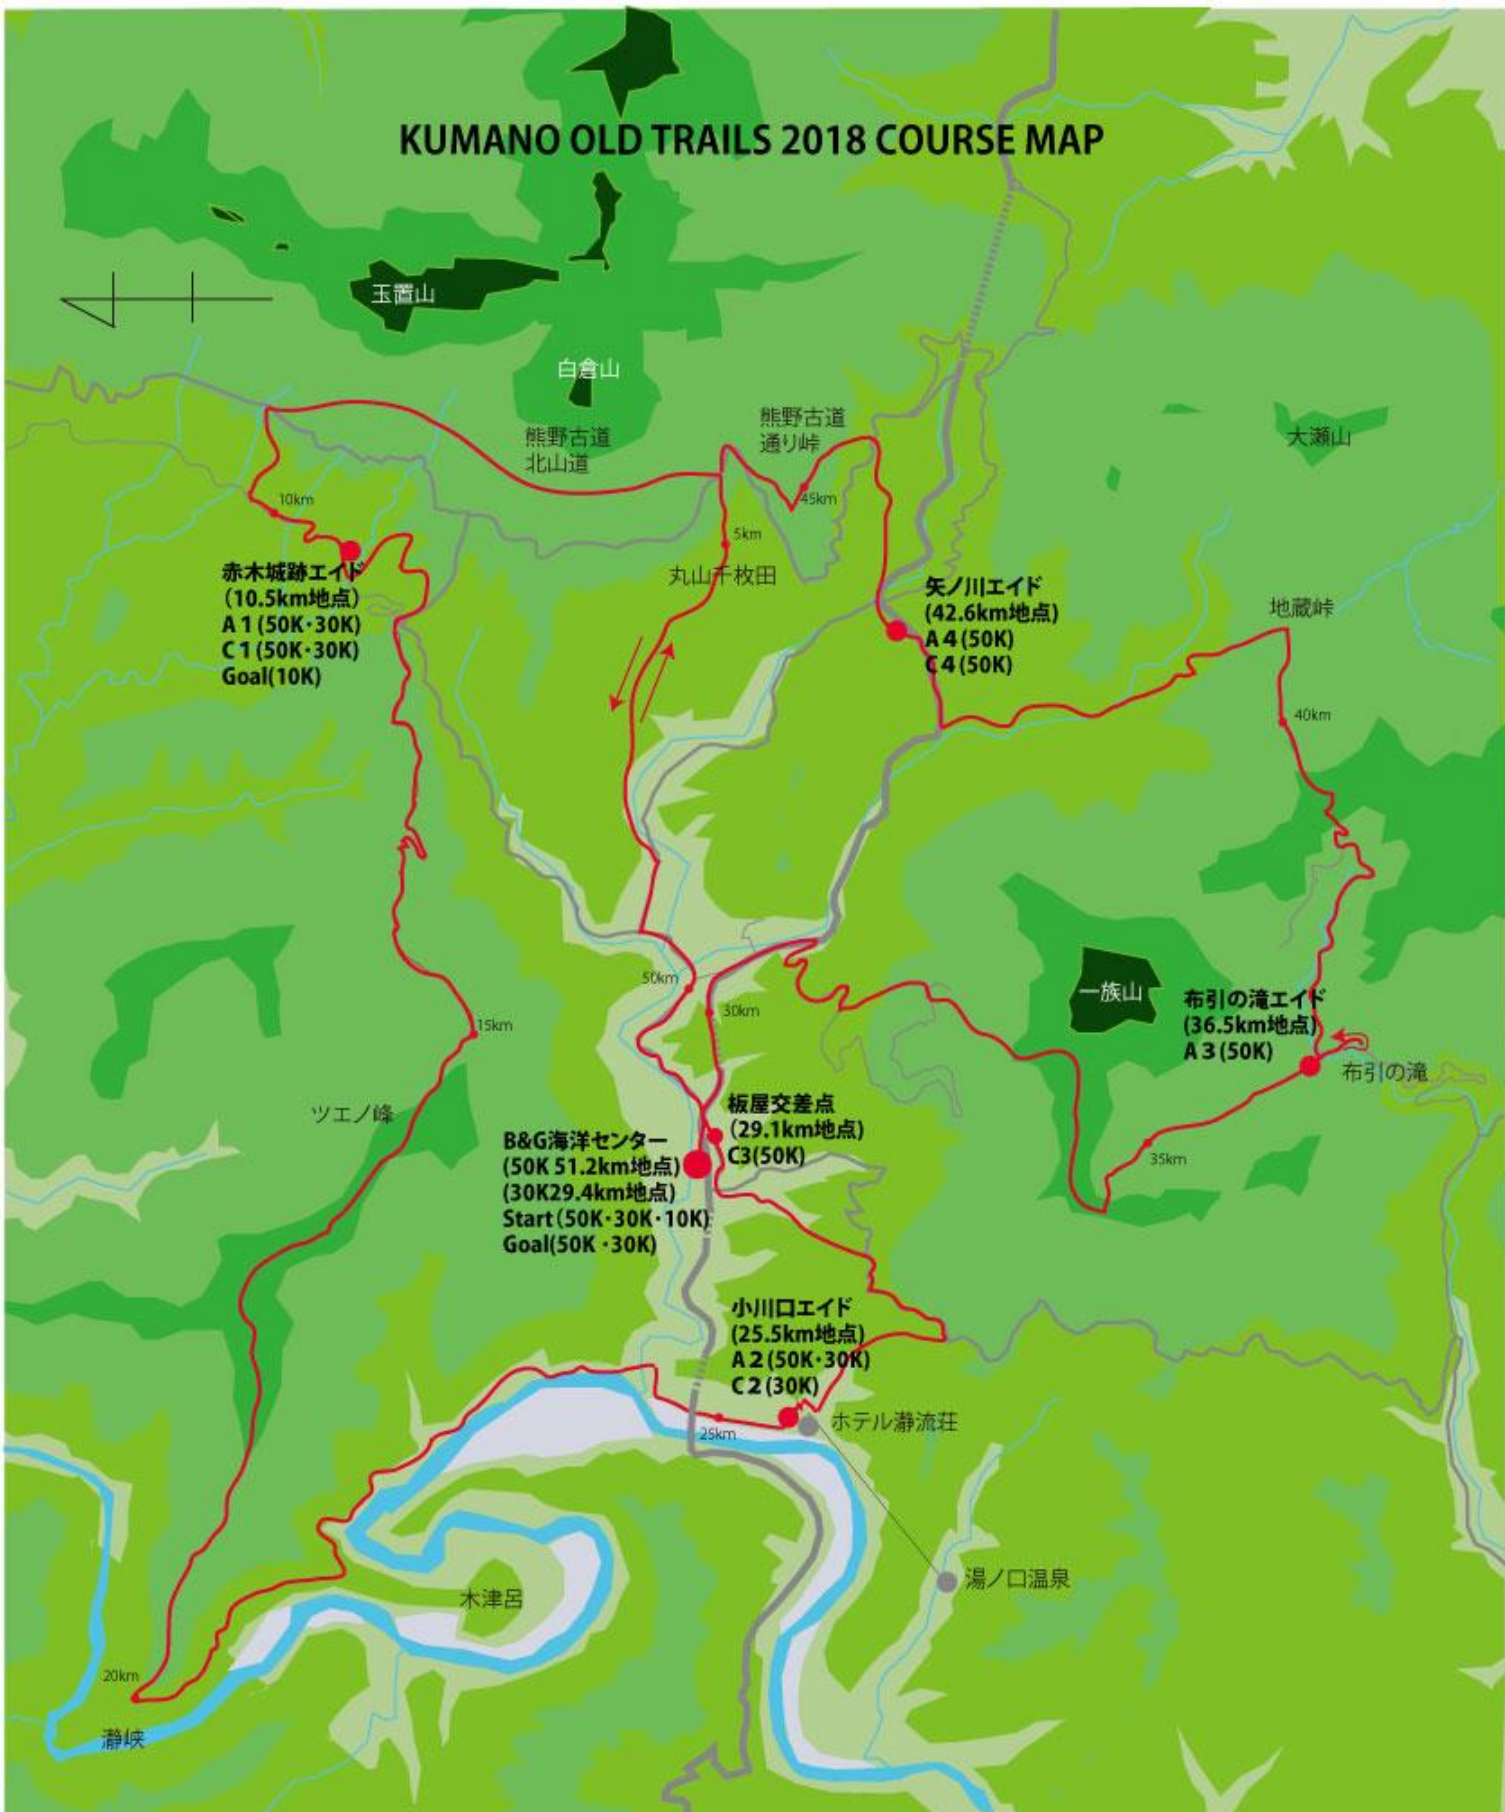 KUMANO OLD TRAILS 2018 COURSE MAP
玉置山
白倉山
熊野古道
北山道
熊野古道
通り峠
大瀬山
10km
45km
5km
丸山千枚田
赤木城跡エイド
（10.5km地点）
A１(50K・30K)
C１(50K・30K)
Goal(10K)
矢ノ川エイド
(42.6km地点)
A４(50K)
C４(50K)
地蔵峠
40km
50km
30km
15km
一族山
布引の滝エイド
(36.5km地点)
A３(50K)
布引の滝
ツエノ峰
板屋交差点
（29.1km地点）
C3(50K)
B&G海洋センター
(50K 51.2km地点)
(30K29.4km地点)
Start(50K・30K・10K)
Goal(50K・30K)
35km
小川口エイド
(25.5km地点)
A２(50K・30K)
C２(30K)
ホテル瀞流荘
25km
湯ノ口温泉
木津呂
20km
瀞峡